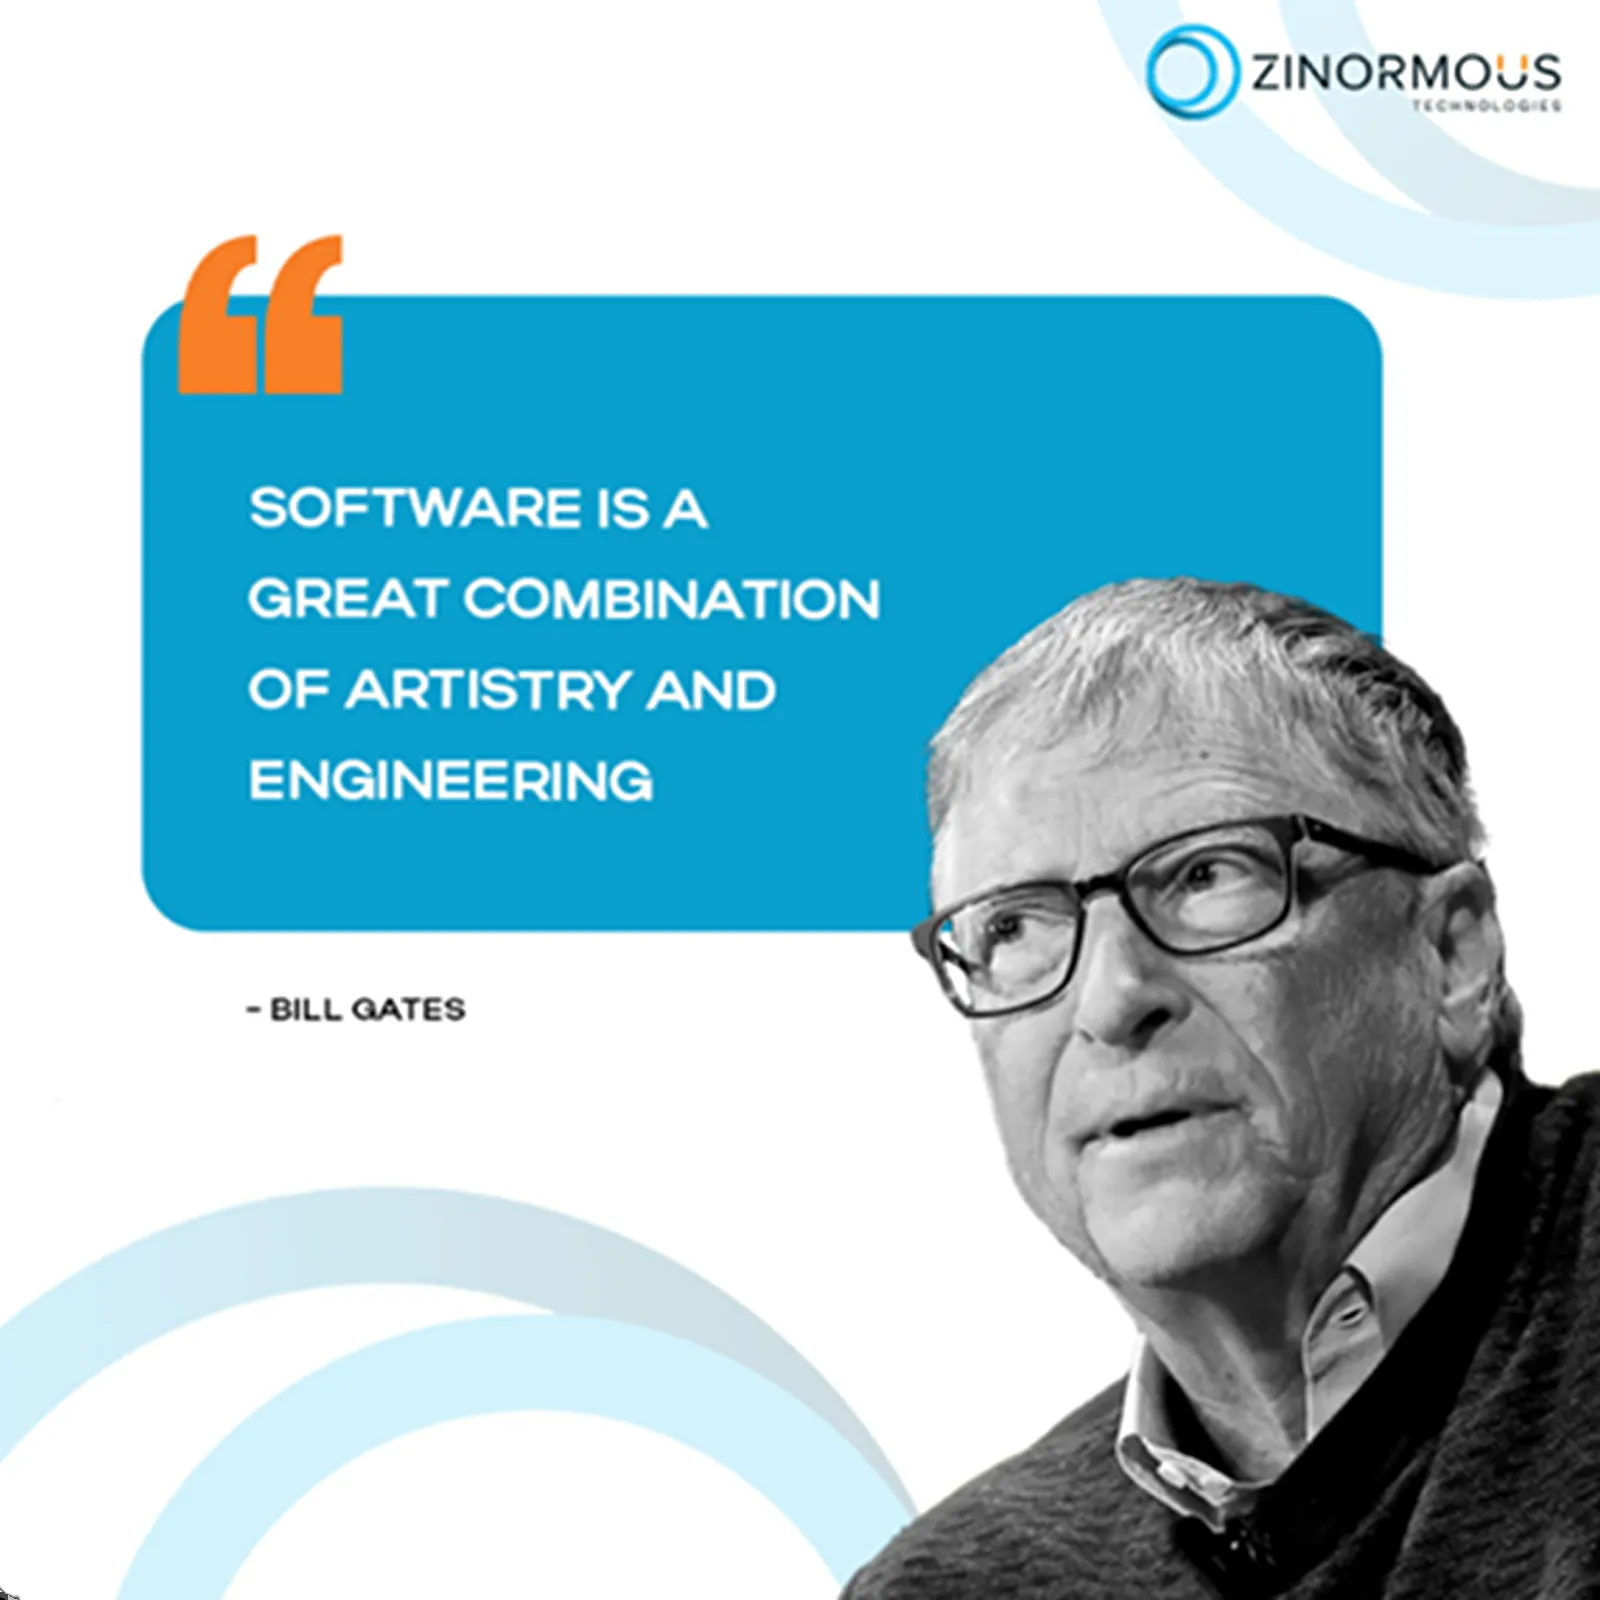 ZINORMOUS
TECHNOLOGIES
“
SOFTWARE IS A
GREAT COMBINATION
OF ARTISTRY AND
ENGINEERING
- BILL GATES